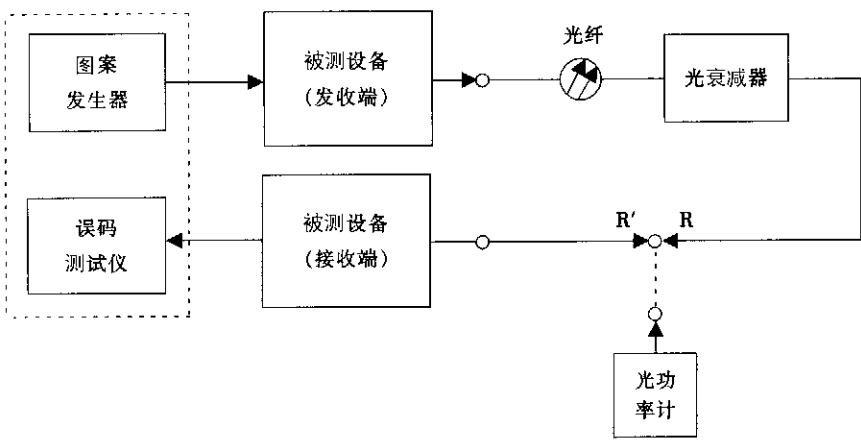 图案
发生器
被测设备
(发收端)
光纤
光衰减器
误码
测试仪
被测设备
(接收端)
R′
R
光功
率计